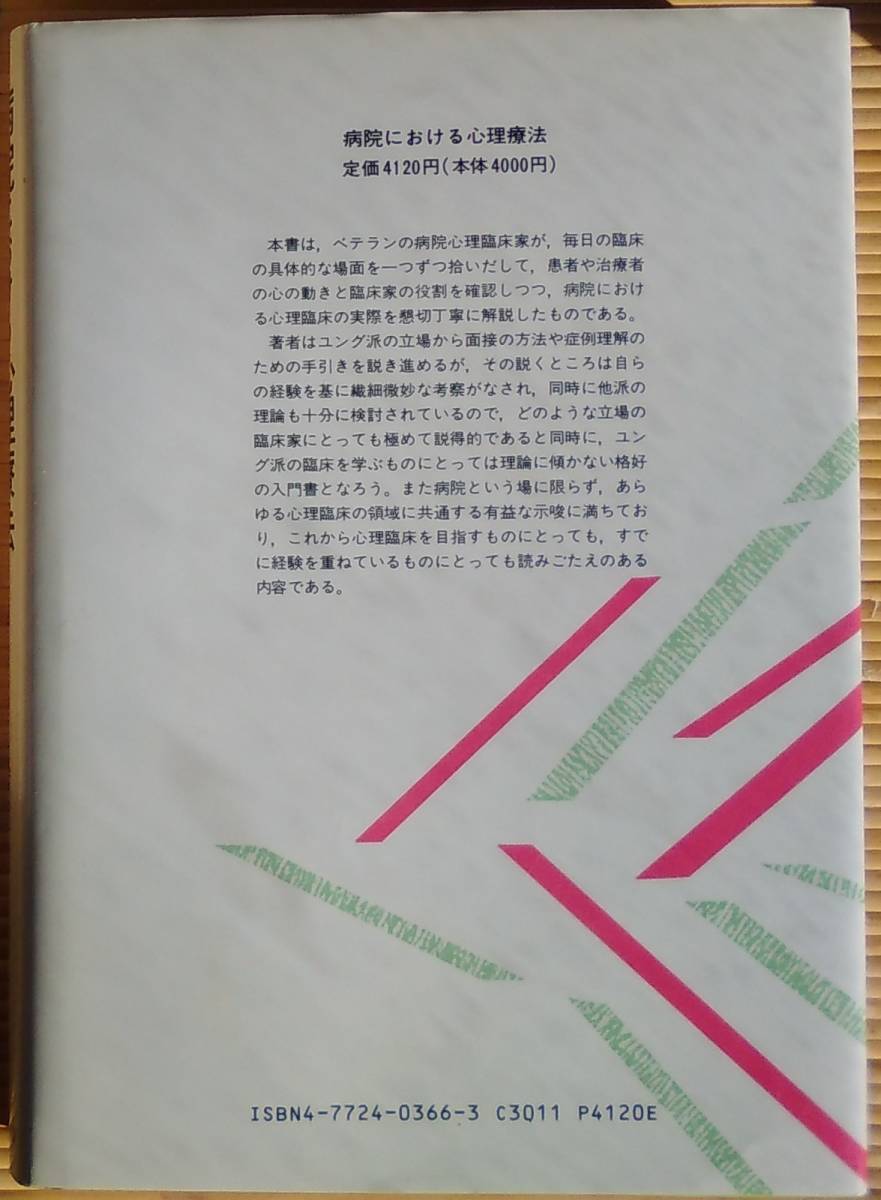 病院における心理療法
定価4120円(本体4000円)
本書は，ベテランの病院心理臨床家が，毎日の臨床
の具体的な場面を一つずつ拾いだして，患者や治療者
の心の動きと臨床家の役割を確認しつつ，病院におけ
る心理臨床の実際を懇切丁寧に解説したものである。
著者はユング派の立場から面接の方法や症例理解の
ための手引きを説き進めるが，その説くところは自ら
の経験を基に繊細微妙な考察がなされ，同時に他派の
理論も十分に検討されているので，どのような立場の
臨床家にとっても極めて説得的であると同時に，ユン
グ派の臨床を学ぶものにとっては理論に傾かない格好
の入門書となろう。また病院という場に限らず，あら
ゆる心理臨床の領域に共通する有益な示唆に満ちてお
り，これから心理臨床を目指すものにとっても，すで
に経験を重ねているものにとっても読みごたえのある
内容である。
ISBN4-7724-0366-3 C3011 P4120E